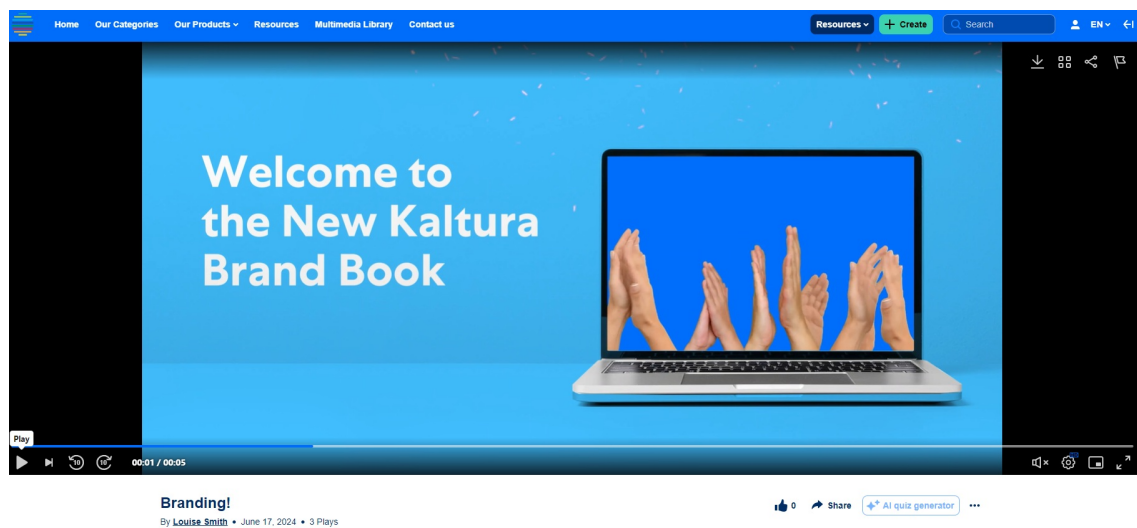 Home Our Categories Our Products Resources Multimedia Library Contact us Resources + Create Search EN
Welcome to
the New Kaltura
Brand Book
Play
10 10 00:01 / 00:05
Branding!
0 Share AI quiz generator
By Louise Smith • June 17, 2024 • 3 Plays